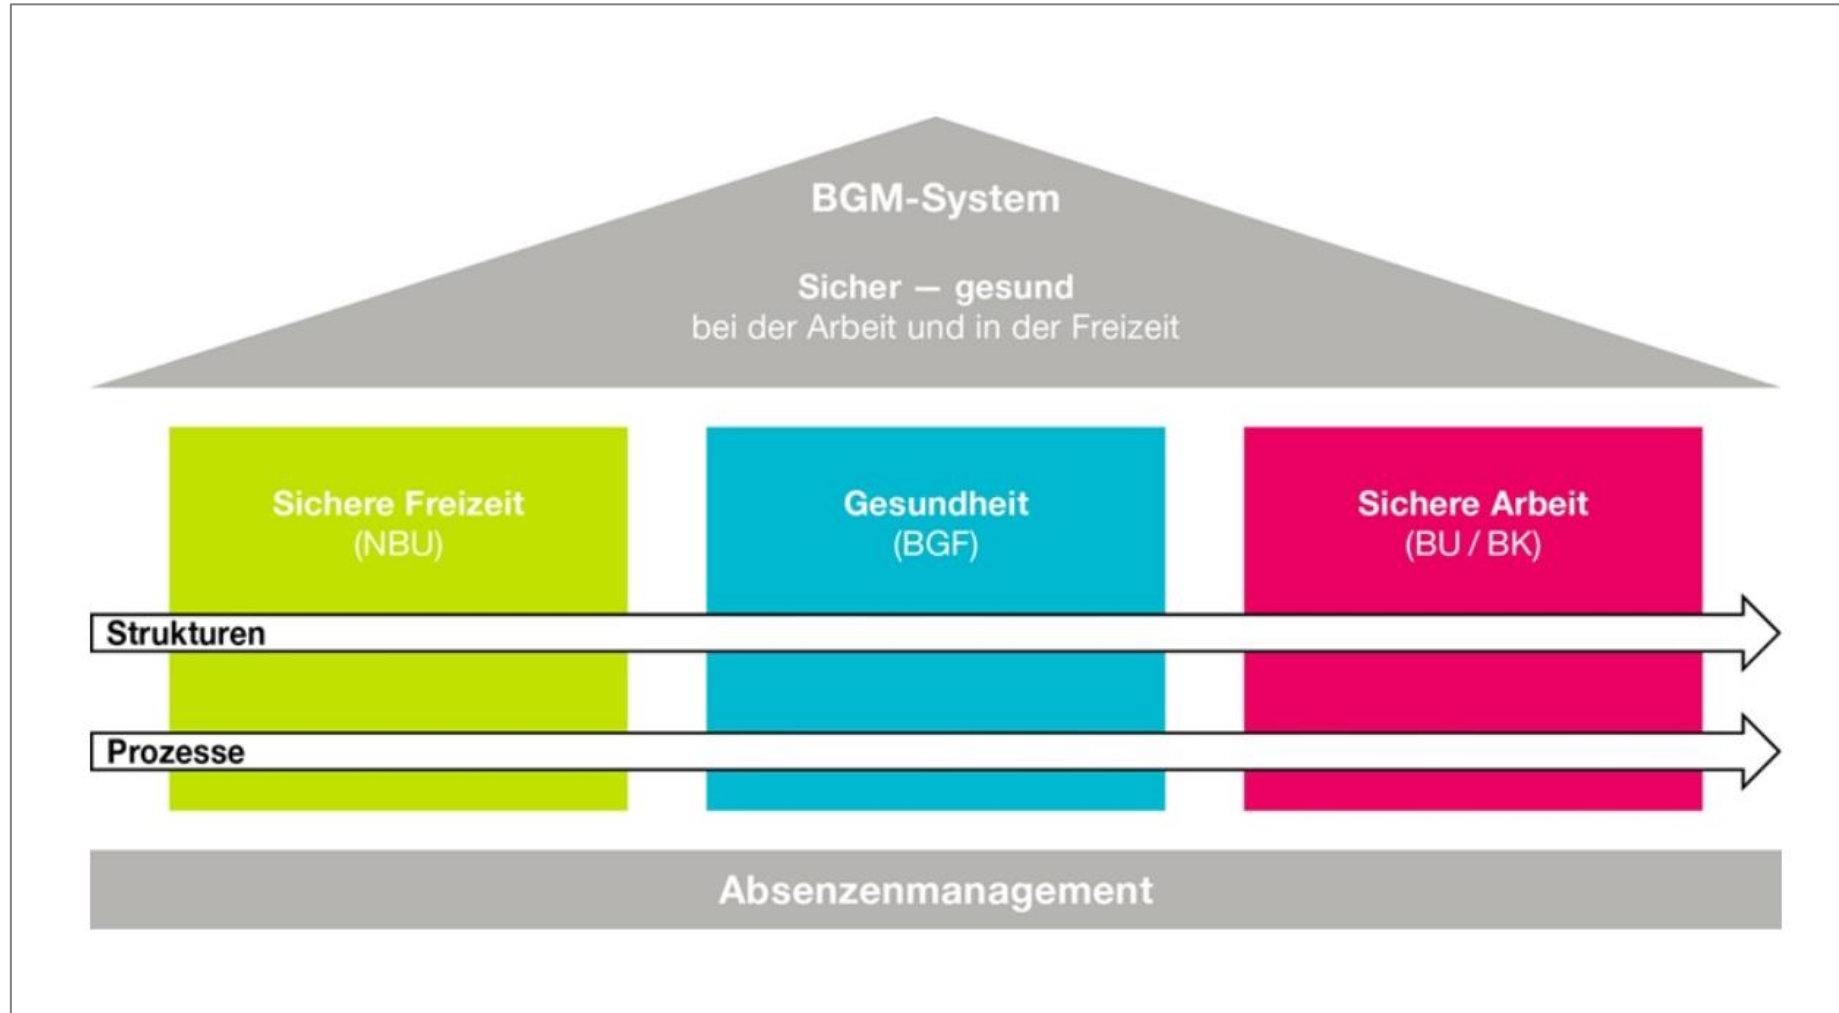 BGM-System
Sicher — gesund
bei der Arbeit und in der Freizeit
Sichere Freizeit
(NBU)
Gesundheit
(BGF)
Sichere Arbeit
(BU / BK)
Strukturen
Prozesse
Absenzenmanagement